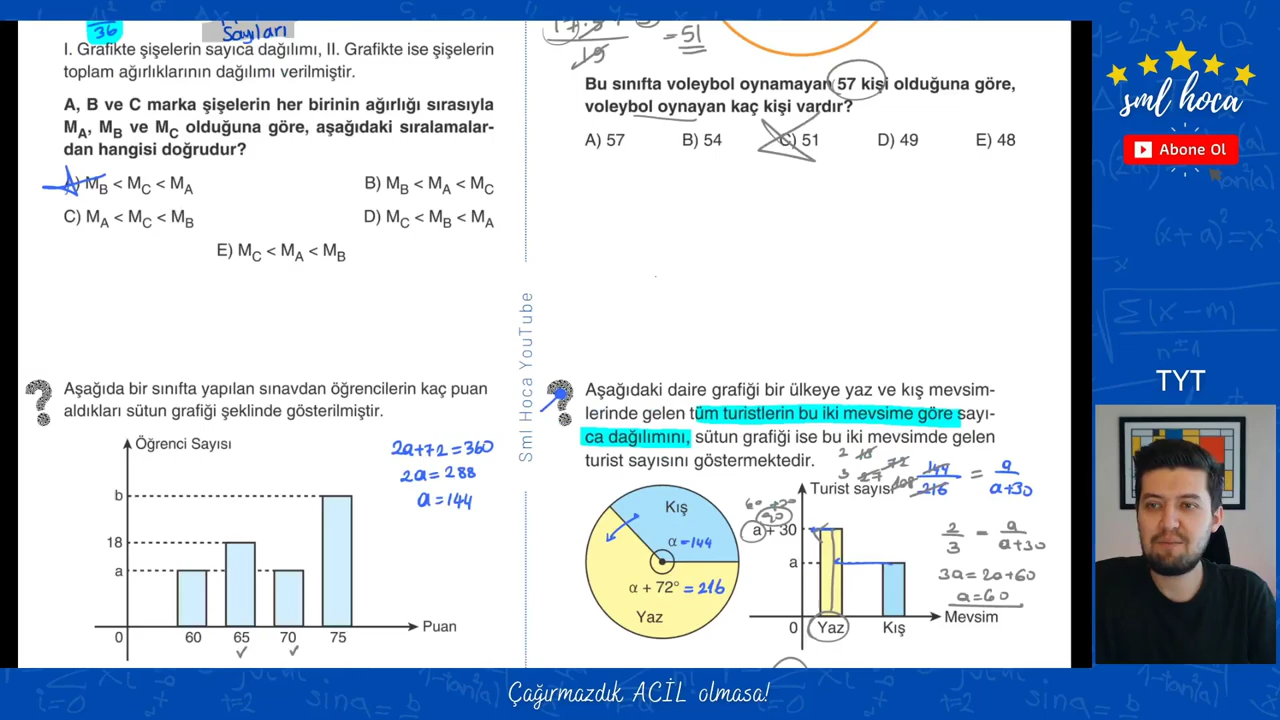 36
Sayıları
I. Grafikte şişelerin sayıca dağılımı, II. Grafikte ise şişelerin
toplam ağırlıklarının dağılımı verilmiştir.
A, B ve C marka şişelerin her birinin ağırlığı sırasıyla
MA, MB ve MC olduğuna göre, aşağıdaki sıralamalar-
dan hangisi doğrudur?
A) MB < MC < MA
B) MB < MA < MC
C) MA < MC < MB
D) MC < MB < MA
E) MC < MA < MB
Aşağıda bir sınıfta yapılan sınavdan öğrencilerin kaç puan
aldıkları sütun grafiği şeklinde gösterilmiştir.
Öğrenci Sayısı
b
18
a
0
60
65
70
75
Puan
2a+72=360
2a=288
a=144
Sml Hoca YouTube
= 51
Bu sınıfta voleybol oynamayan 57 kişi olduğuna göre,
voleybol oynayan kaç kişi vardır?
A) 57
B) 54
C) 51
D) 49
E) 48
Aşağıdaki daire grafiği bir ülkeye yaz ve kış mevsim-
lerinde gelen tüm turistlerin bu iki mevsime göre sayı-
ca dağılımını, sütun grafiği ise bu iki mevsimde gelen
turist sayısını göstermektedir.
Kış
α = 144
α + 72° = 216
Yaz
Turist sayısı
a + 30
a
0
Yaz
Kış
Mevsim
144/216 = a/a+30
2/3 = a/a+30
3a=2a+60
a=60
sml hoca
Abone Ol
TYT
Çağırmazdık ACİL olmasa!